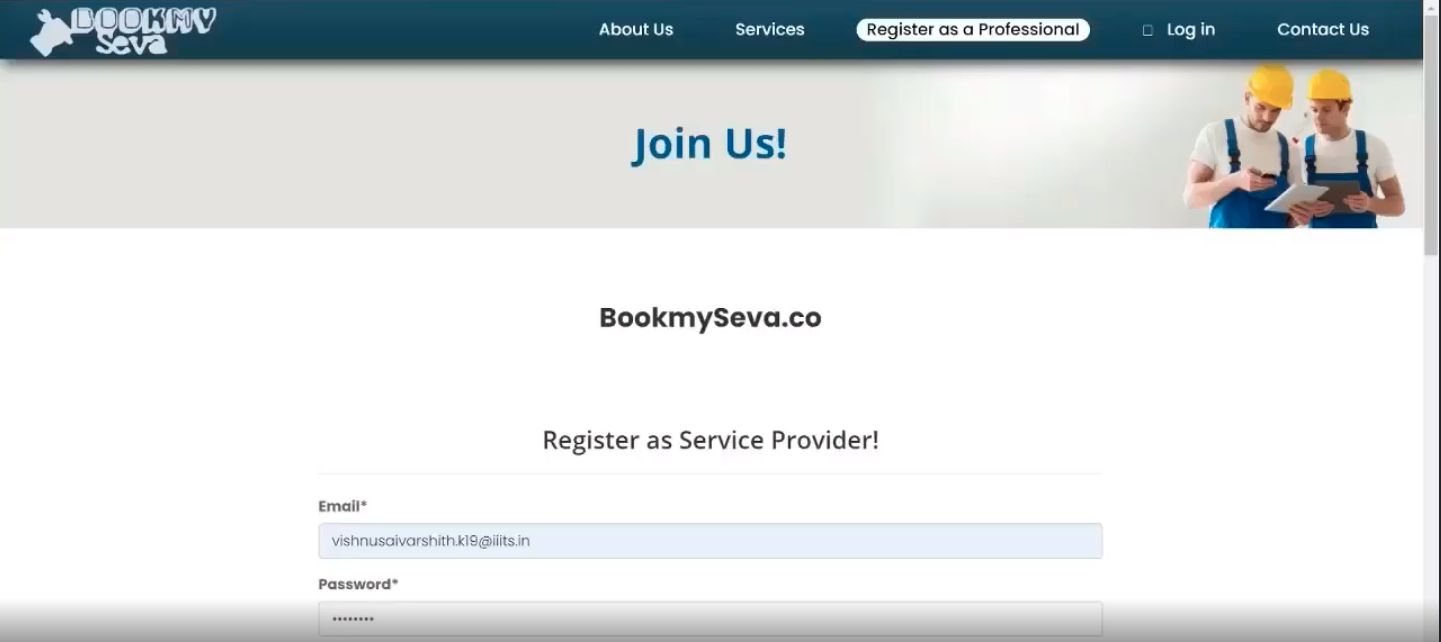 BOOKMY
Seva
About Us Services Register as a Professional Log in Contact Us
Join Us!
BookmySeva.co
Register as Service Provider!
Email*
vishnusaivarshith.k19@iiits.in
Password*
••••••••